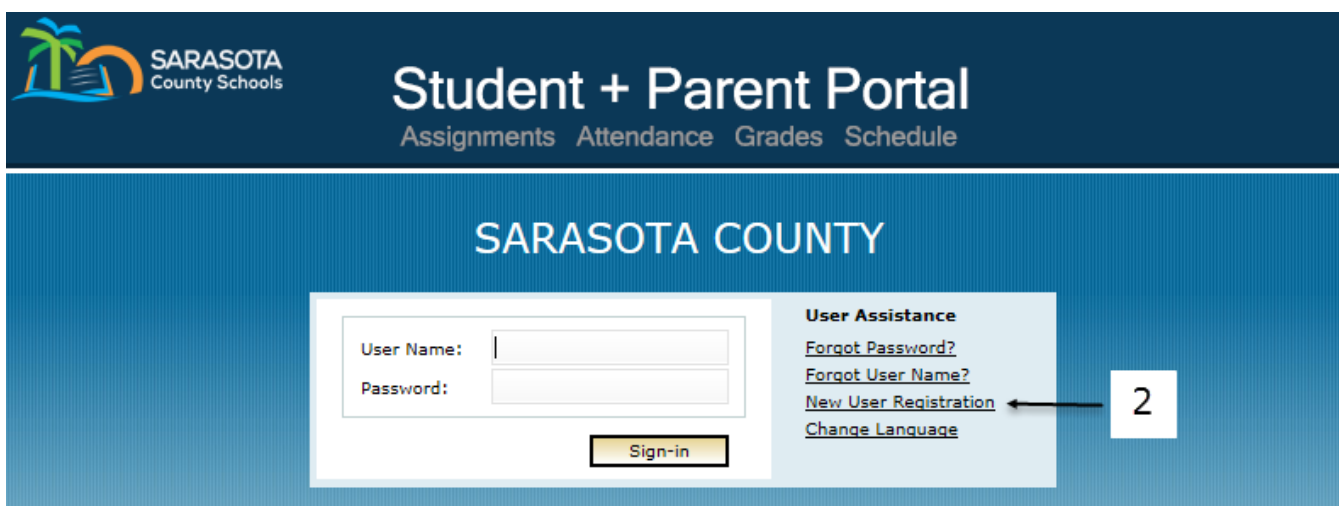 SARASOTA
County Schools
Student + Parent Portal
Assignments Attendance Grades Schedule
SARASOTA COUNTY
User Name:
Password:
Sign-in
User Assistance
Forgot Password?
Forgot User Name?
New User Registration
Change Language
2